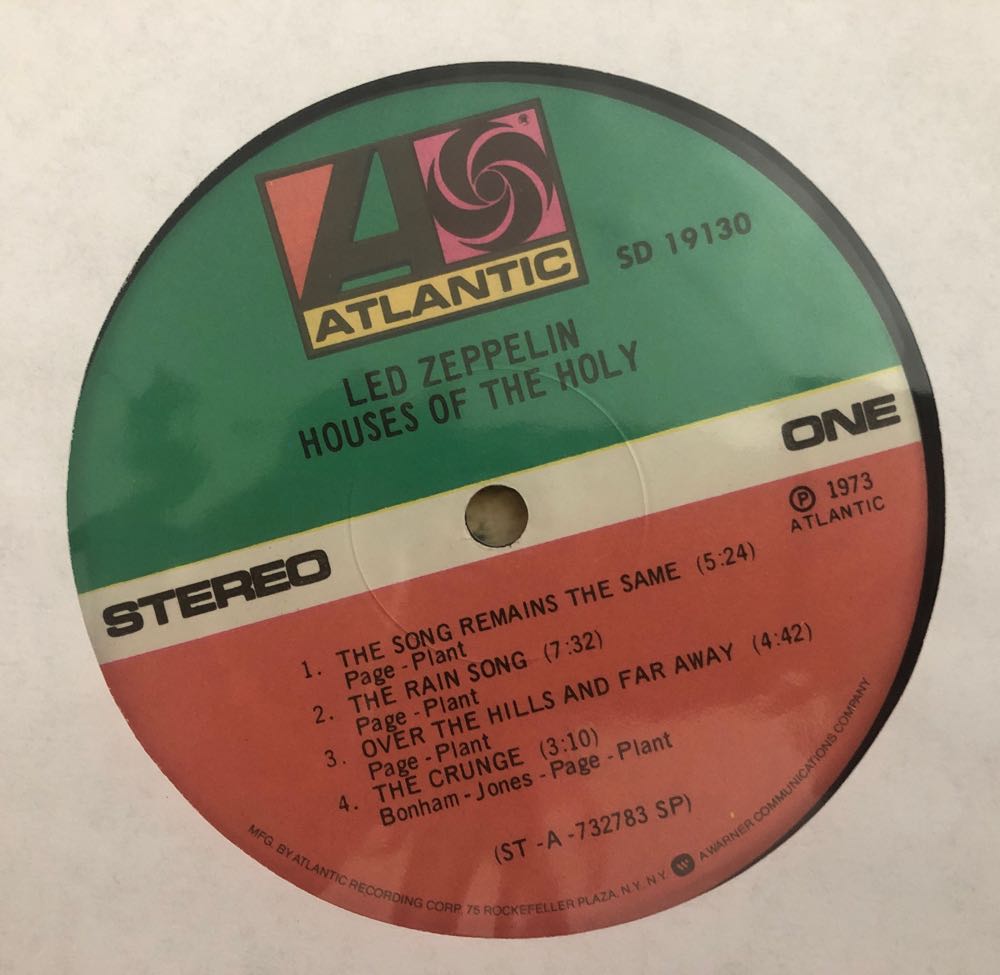 ATLANTIC
®
SD 19130
LED ZEPPELIN
HOUSES OF THE HOLY
STEREO
ONE
℗ 1973
ATLANTIC
1. THE SONG REMAINS THE SAME (5:24)
Page - Plant
2. THE RAIN SONG (7:32)
Page - Plant
3. OVER THE HILLS AND FAR AWAY (4:42)
Page - Plant
4. THE CRUNGE (3:10)
Bonham - Jones - Page - Plant
(ST - A - 732783 SP)
MFG. BY ATLANTIC RECORDING CORP. 75 ROCKEFELLER PLAZA, N.Y. N.Y. A WARNER COMMUNICATIONS COMPANY